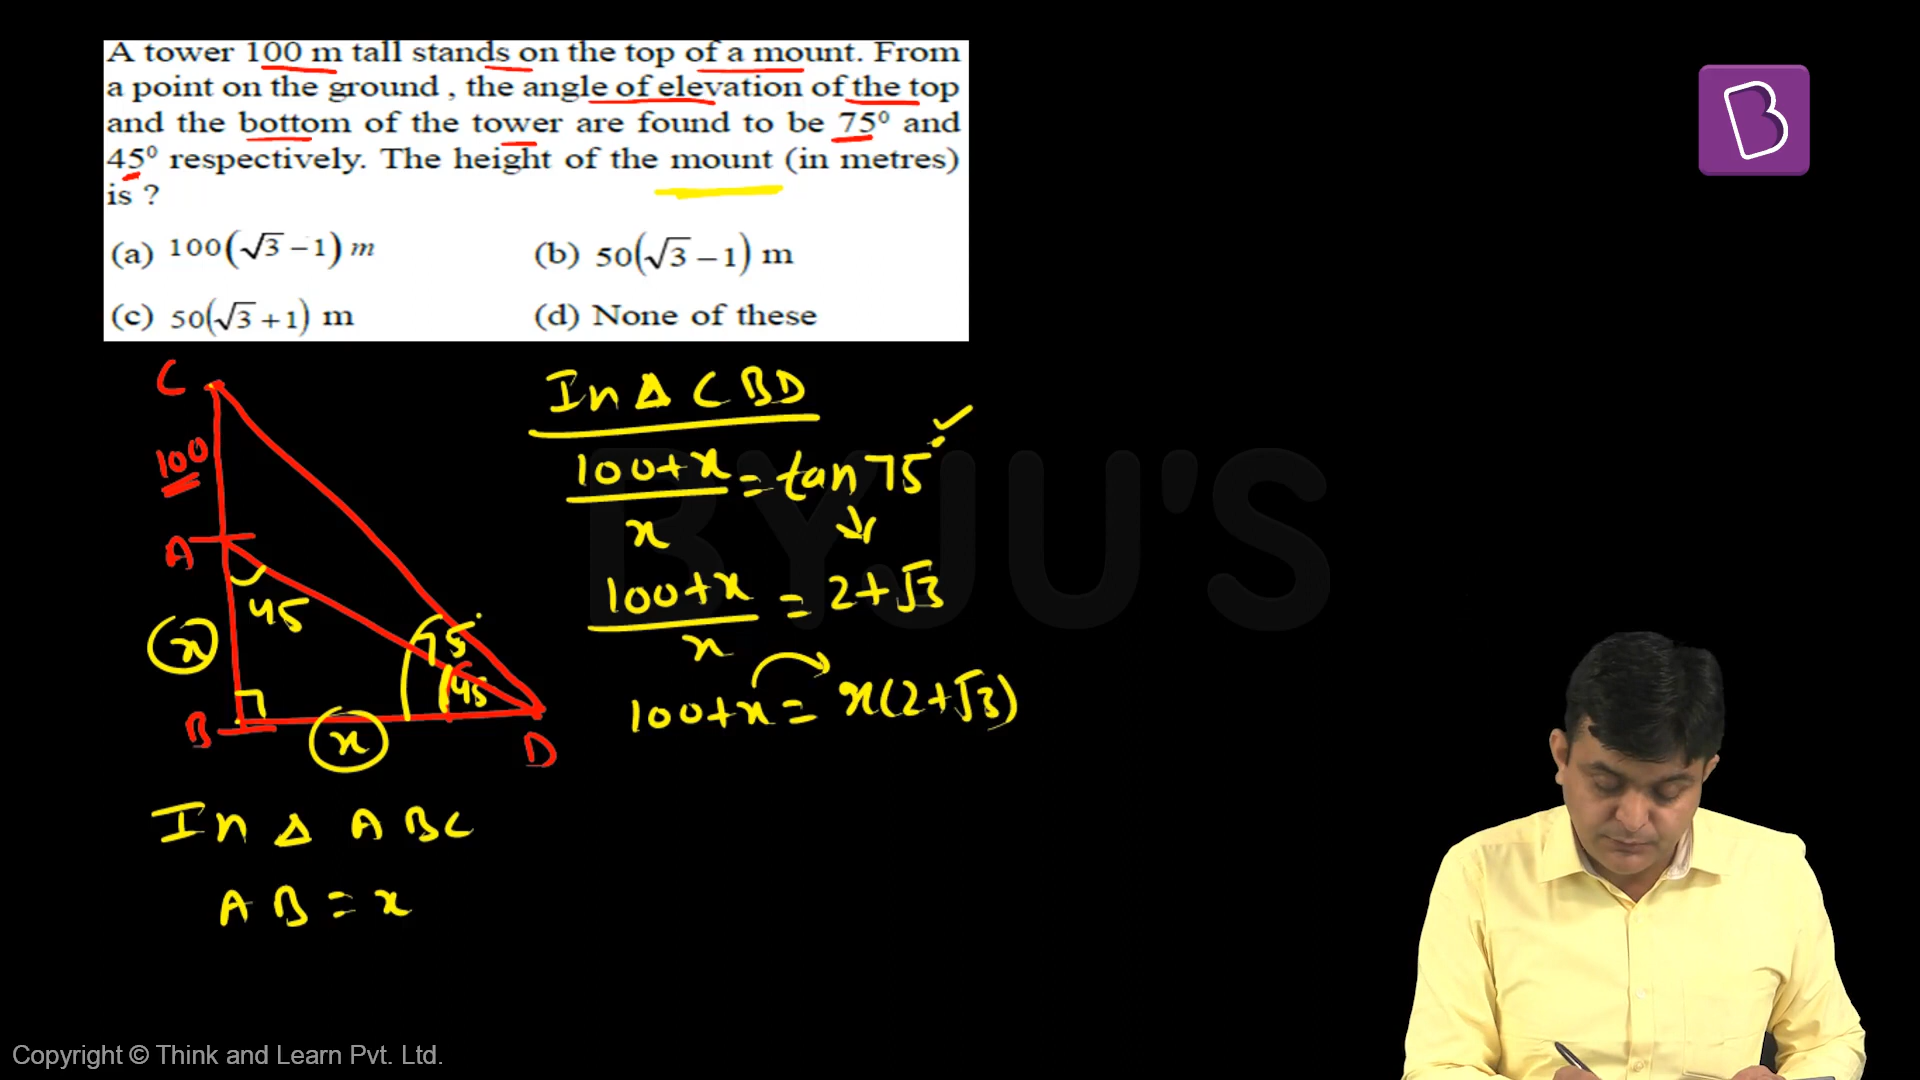 A tower 100 m tall stands on the top of a mount. From
a point on the ground , the angle of elevation of the top
and the bottom of the tower are found to be 75⁰ and
45⁰ respectively. The height of the mount (in metres)
is ?
(a) 100(√3 – 1) m
(b) 50(√3 – 1) m
(c) 50(√3 + 1) m
(d) None of these
B
C
100
A
45
x
75°
45
B
x
D
In Δ ABC
AB = x
In Δ CBD
100+x/x = tan 75°
100+x/x = 2+√3
100+x = x(2+√3)
BYJU'S
Copyright © Think and Learn Pvt. Ltd.